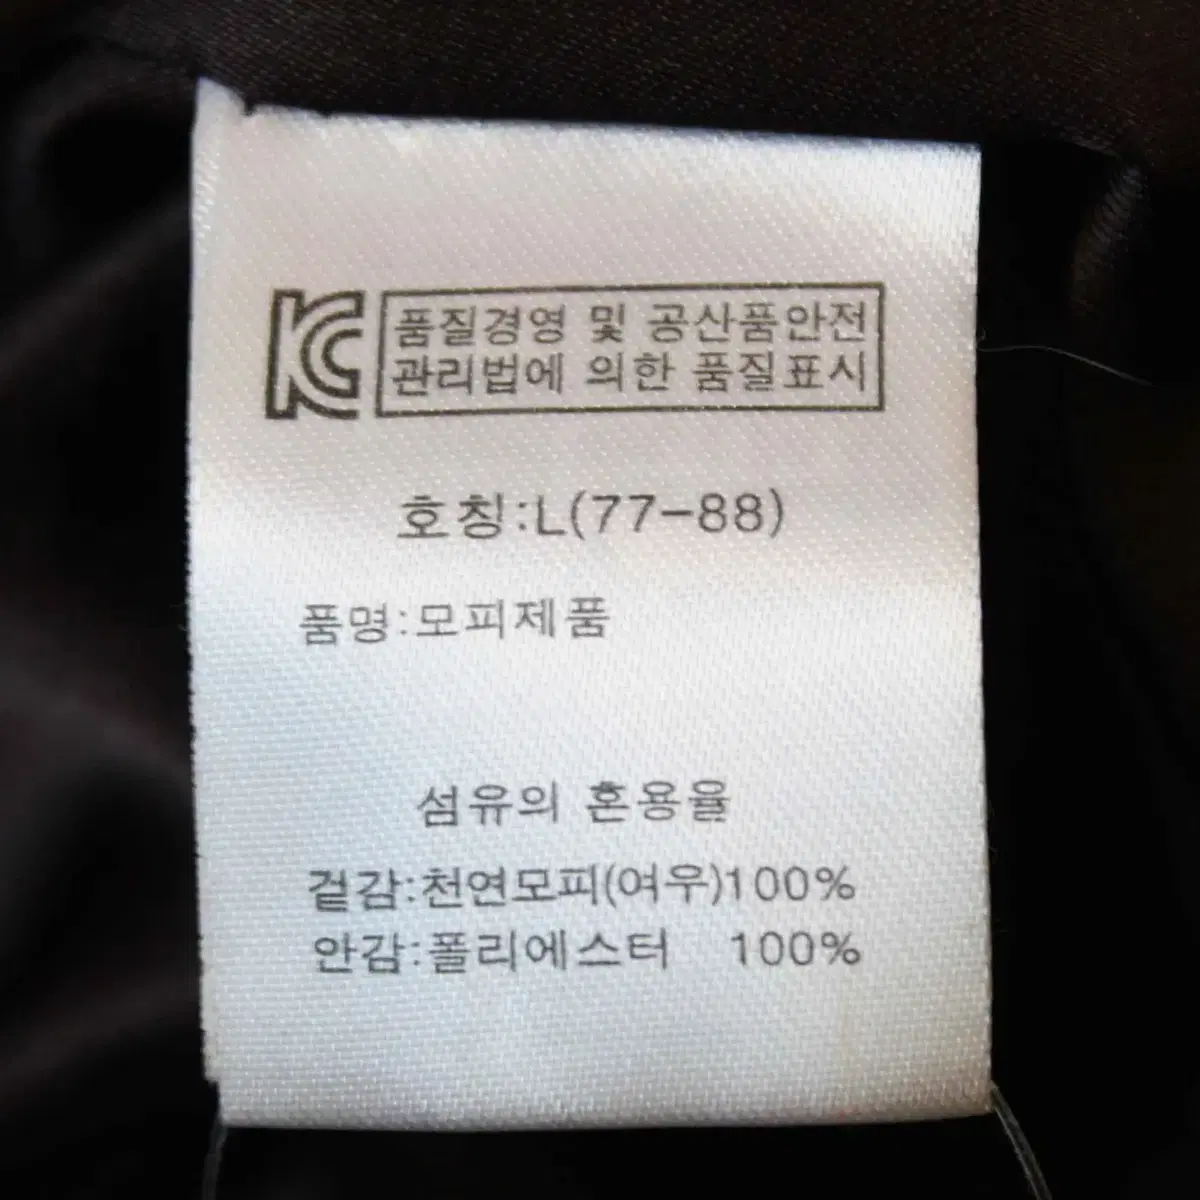 KC 품질경영 및 공산품안전
관리법에 의한 품질표시
호칭:L(77-88)
품명:모피제품
섬유의 혼용율
겉감:천연모피(여우)100%
안감:폴리에스터 100%